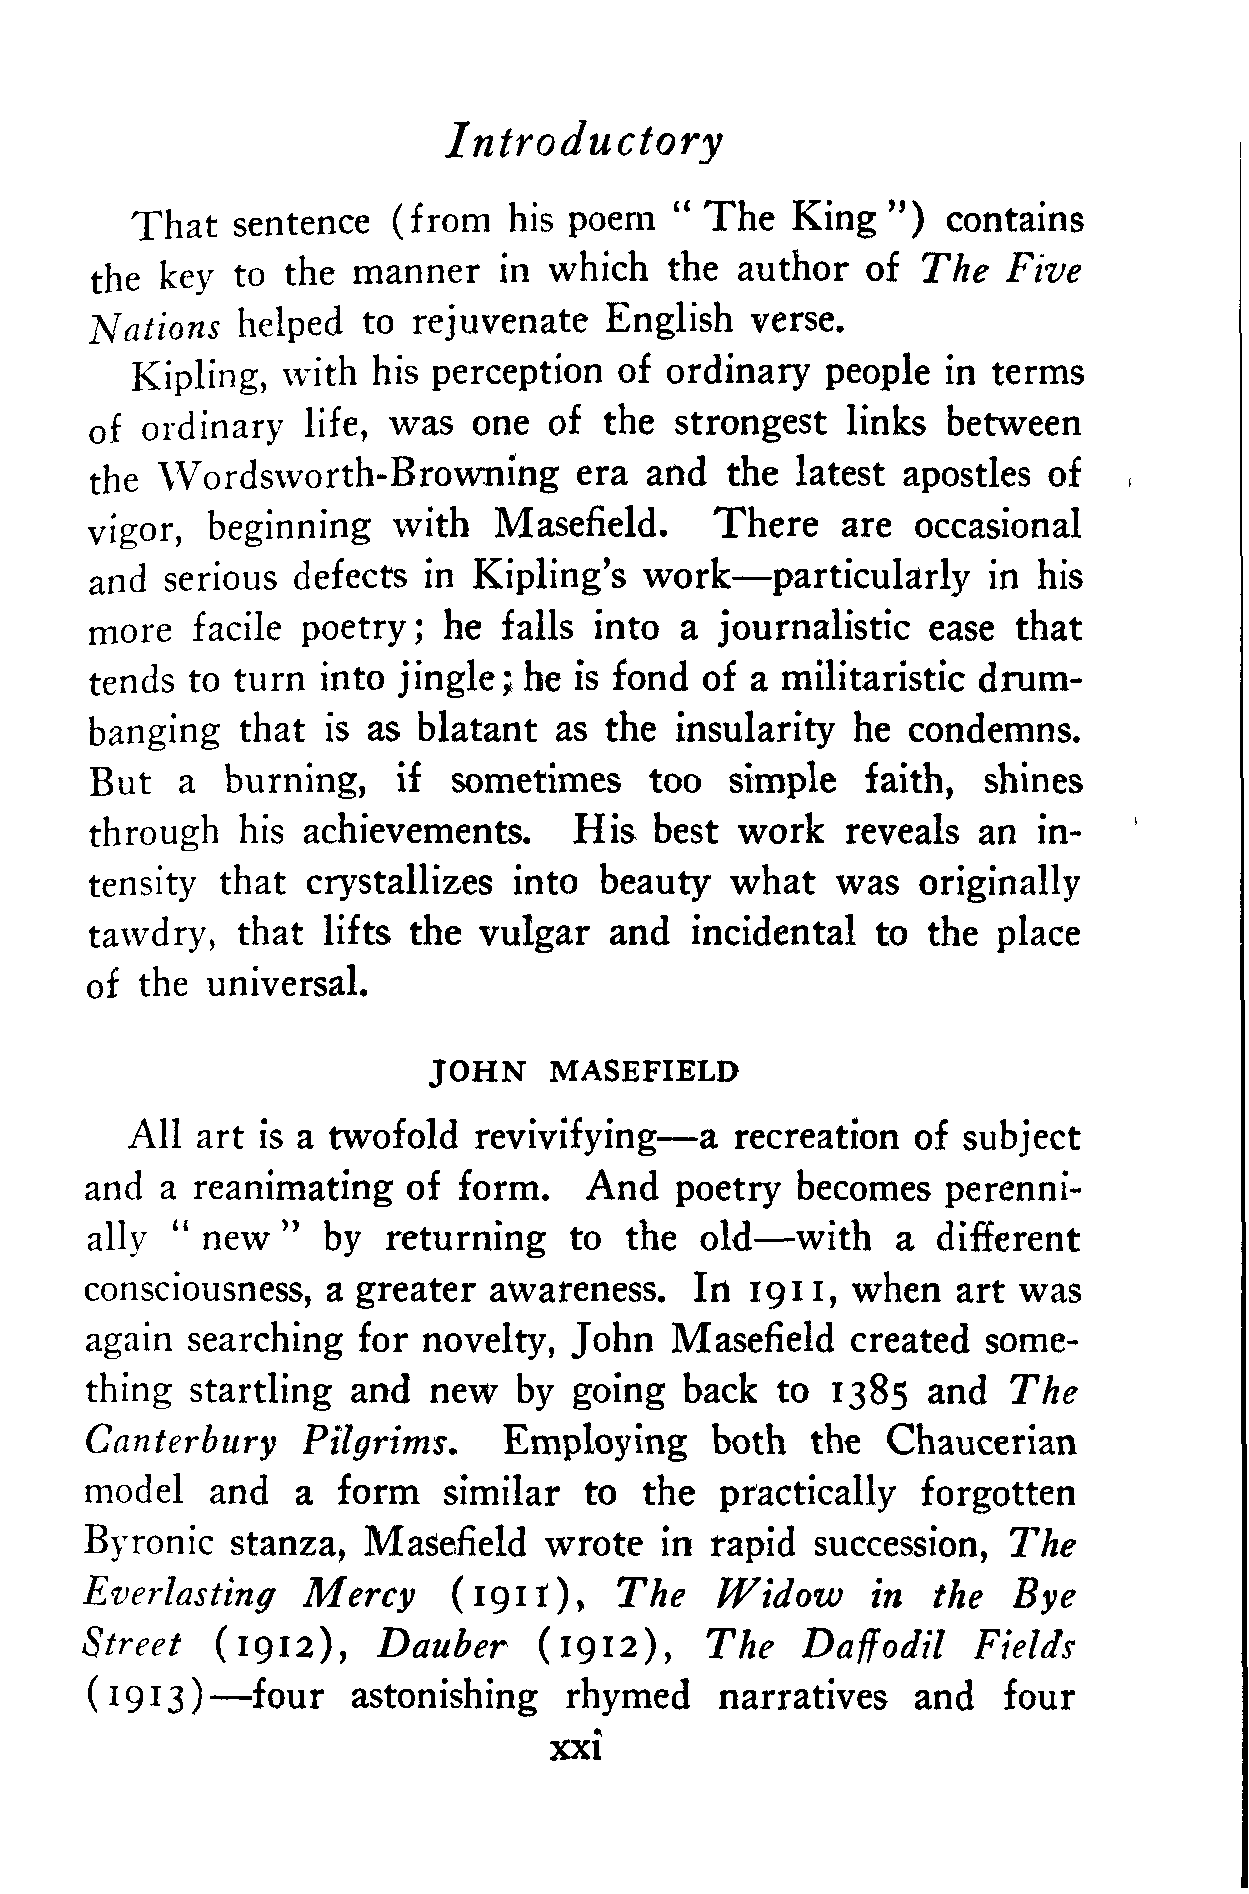 Introductory
That sentence (from his poem " The King ") contains
the key to the manner in which the author of The Five
Nations helped to rejuvenate English verse.
Kipling, with his perception of ordinary people in terms
of ordinary life, was one of the strongest links between
the Wordsworth-Browning era and the latest apostles of
vigor, beginning with Masefield. There are occasional
and serious defects in Kipling's work—particularly in his
more facile poetry; he falls into a journalistic ease that
tends to turn into jingle; he is fond of a militaristic drum-
banging that is as blatant as the insularity he condemns.
But a burning, if sometimes too simple faith, shines
through his achievements. His best work reveals an in-
tensity that crystallizes into beauty what was originally
tawdry, that lifts the vulgar and incidental to the place
of the universal.
JOHN MASEFIELD
All art is a twofold revivifying—a recreation of subject
and a reanimating of form. And poetry becomes perenni-
ally " new " by returning to the old—with a different
consciousness, a greater awareness. In 1911, when art was
again searching for novelty, John Masefield created some-
thing startling and new by going back to 1385 and The
Canterbury Pilgrims. Employing both the Chaucerian
model and a form similar to the practically forgotten
Byronic stanza, Masefield wrote in rapid succession, The
Everlasting Mercy (1911), The Widow in the Bye
Street (1912), Dauber (1912), The Daffodil Fields
(1913)—four astonishing rhymed narratives and four
xxi